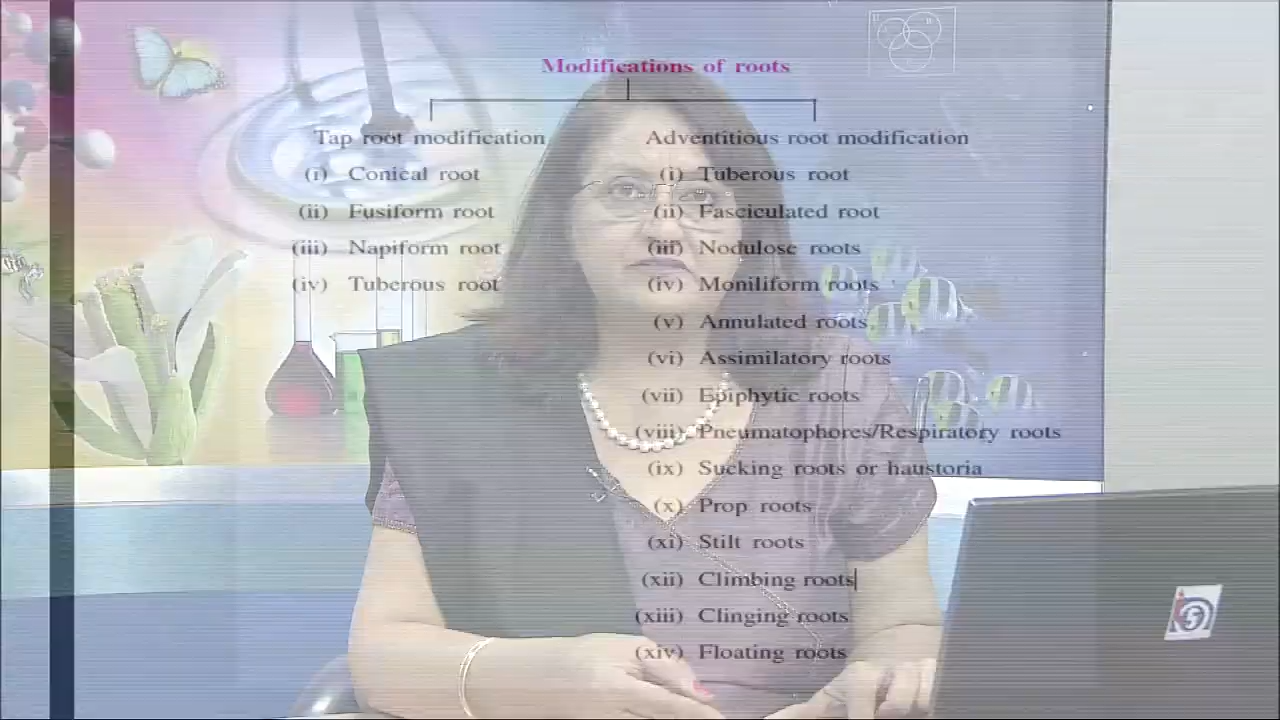 Modifications of roots
Tap root modification
(i) Conical root
(ii) Fusiform root
(iii) Napiform root
(iv) Tuberous root
Adventitious root modification
(i) Tuberous root
(ii) Fasciculated root
(iii) Nodulose roots
(iv) Moniliform roots
(v) Annulated roots
(vi) Assimilatory roots
(vii) Epiphytic roots
(viii) Pneumatophores/Respiratory roots
(ix) Sucking roots or haustoria
(x) Prop roots
(xi) Stilt roots
(xii) Climbing roots
(xiii) Clinging roots
(xiv) Floating roots